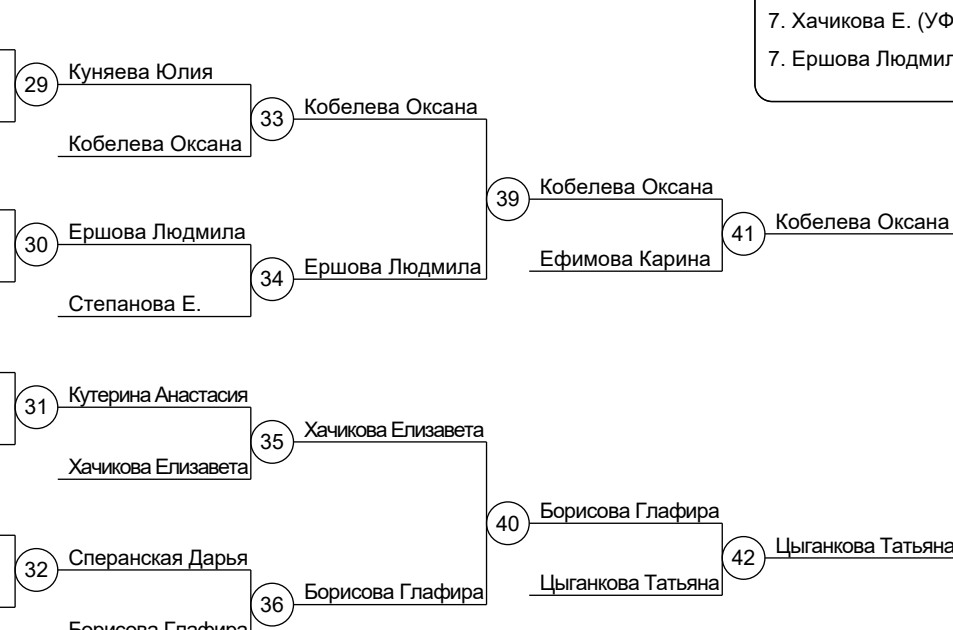 7. Хачикова Е. (УФ
7. Ершова Людмил
29 Куняева Юлия
33 Кобелева Оксана
Кобелева Оксана
39 Кобелева Оксана
41 Кобелева Оксана
30 Ершова Людмила
Ефимова Карина
34 Ершова Людмила
Степанова Е.
31 Кутерина Анастасия
35 Хачикова Елизавета
Хачикова Елизавета
40 Борисова Глафира
42 Цыганкова Татьяна
32 Сперанская Дарья
Цыганкова Татьяна
36 Борисова Глафира
Борисова Глафира